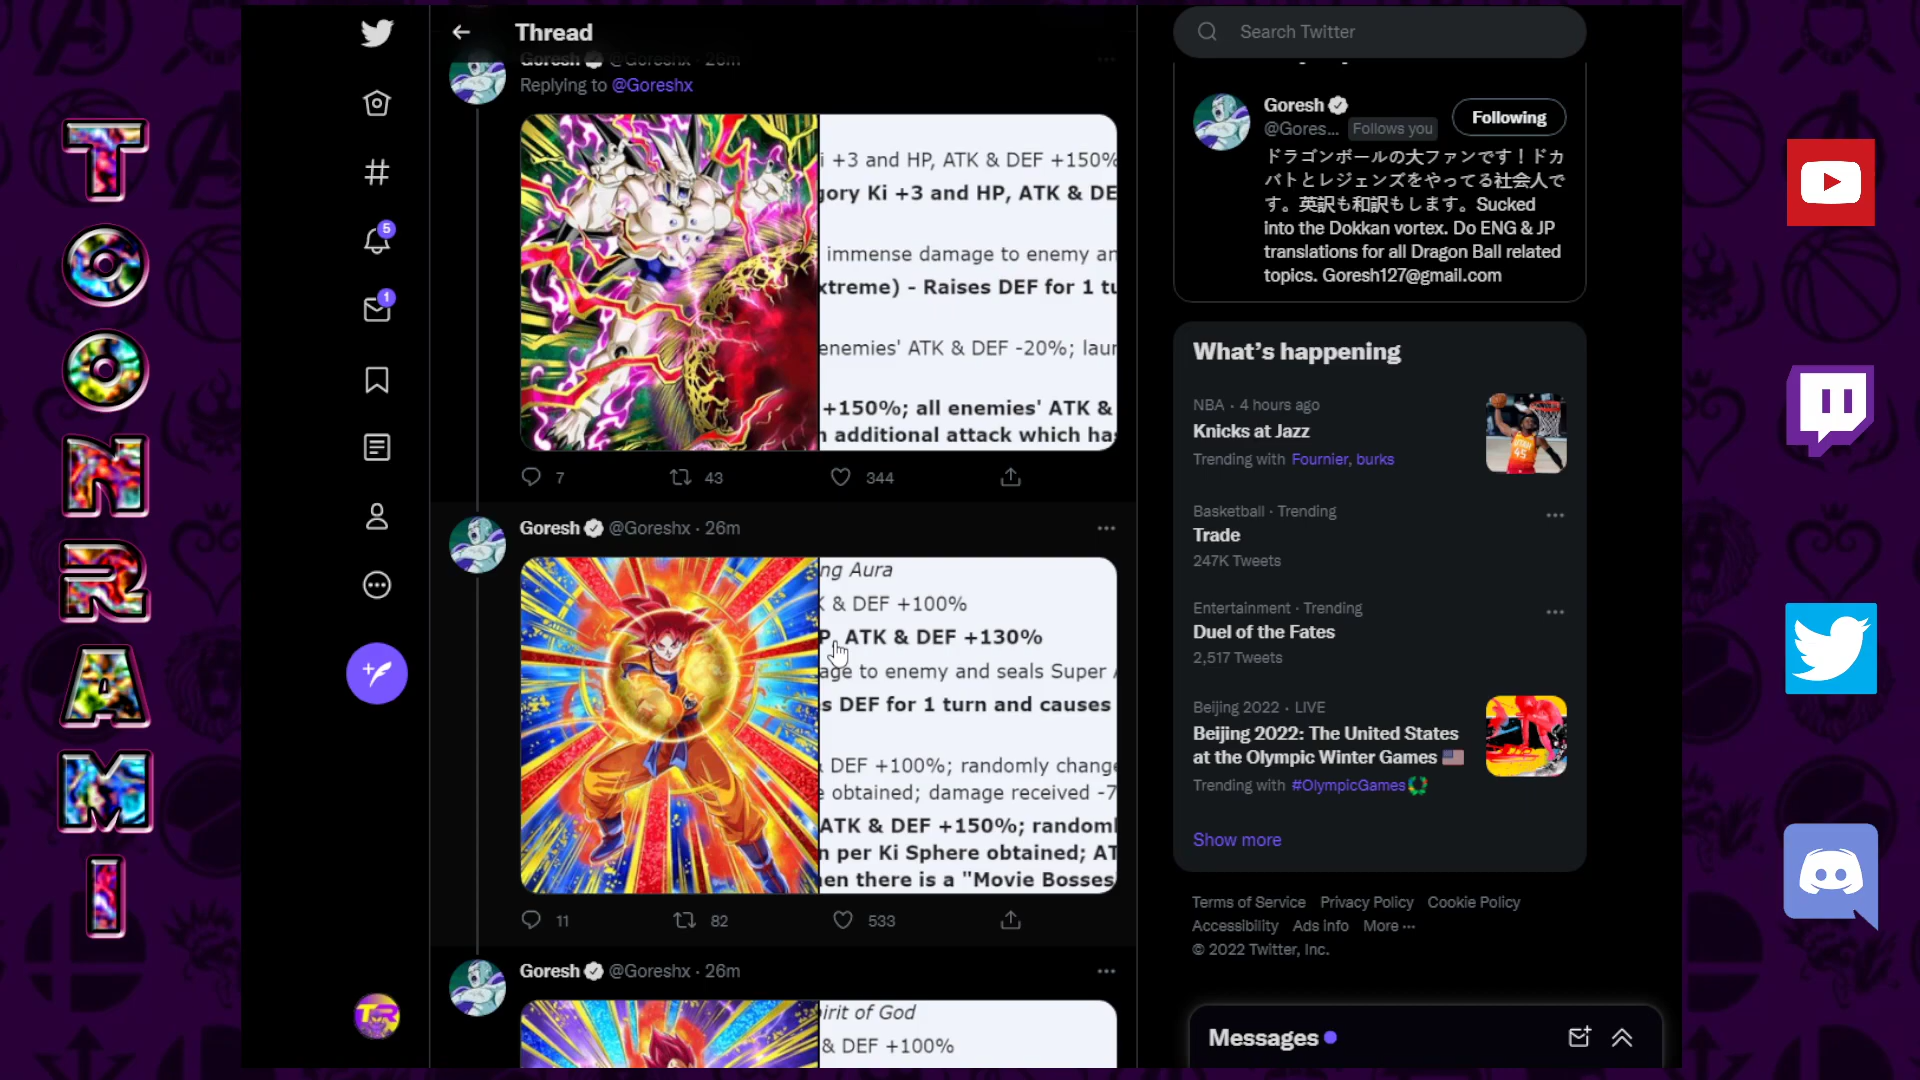 TOONRAMI
Thread
Goresh @Goreshx · 26m
Replying to @Goreshx
i +3 and HP, ATK & DEF +150%
gory Ki +3 and HP, ATK & DE
immense damage to enemy an
xtreme) - Raises DEF for 1 tu
enemies' ATK & DEF -20%; laur
+150%; all enemies' ATK &
n additional attack which ha
7
43
344
Goresh @Goreshx · 26m
ng Aura
K & DEF +100%
P, ATK & DEF +130%
age to enemy and seals Super A
s DEF for 1 turn and causes
DEF +100%; randomly change
e obtained; damage received -7
ATK & DEF +150%; randoml
n per Ki Sphere obtained; AT
hen there is a "Movie Bosses
11
82
533
Goresh @Goreshx · 26m
irit of God
& DEF +100%
5
1
TR
Search Twitter
Goresh
@Gores... Follows you
Following
ドラゴンボールの大ファンです！ドカ
バトとレジェンズをやってる社会人で
す。英訳も和訳もします。Sucked
into the Dokkan vortex. Do ENG & JP
translations for all Dragon Ball related
topics. Goresh127@gmail.com
What's happening
NBA · 4 hours ago
Knicks at Jazz
Trending with Fournier, burks
Basketball · Trending
Trade
247K Tweets
Entertainment · Trending
Duel of the Fates
2,517 Tweets
Beijing 2022 · LIVE
Beijing 2022: The United States
at the Olympic Winter Games
Trending with #OlympicGames
Show more
Terms of Service Privacy Policy Cookie Policy
Accessibility Ads info More ···
© 2022 Twitter, Inc.
Messages